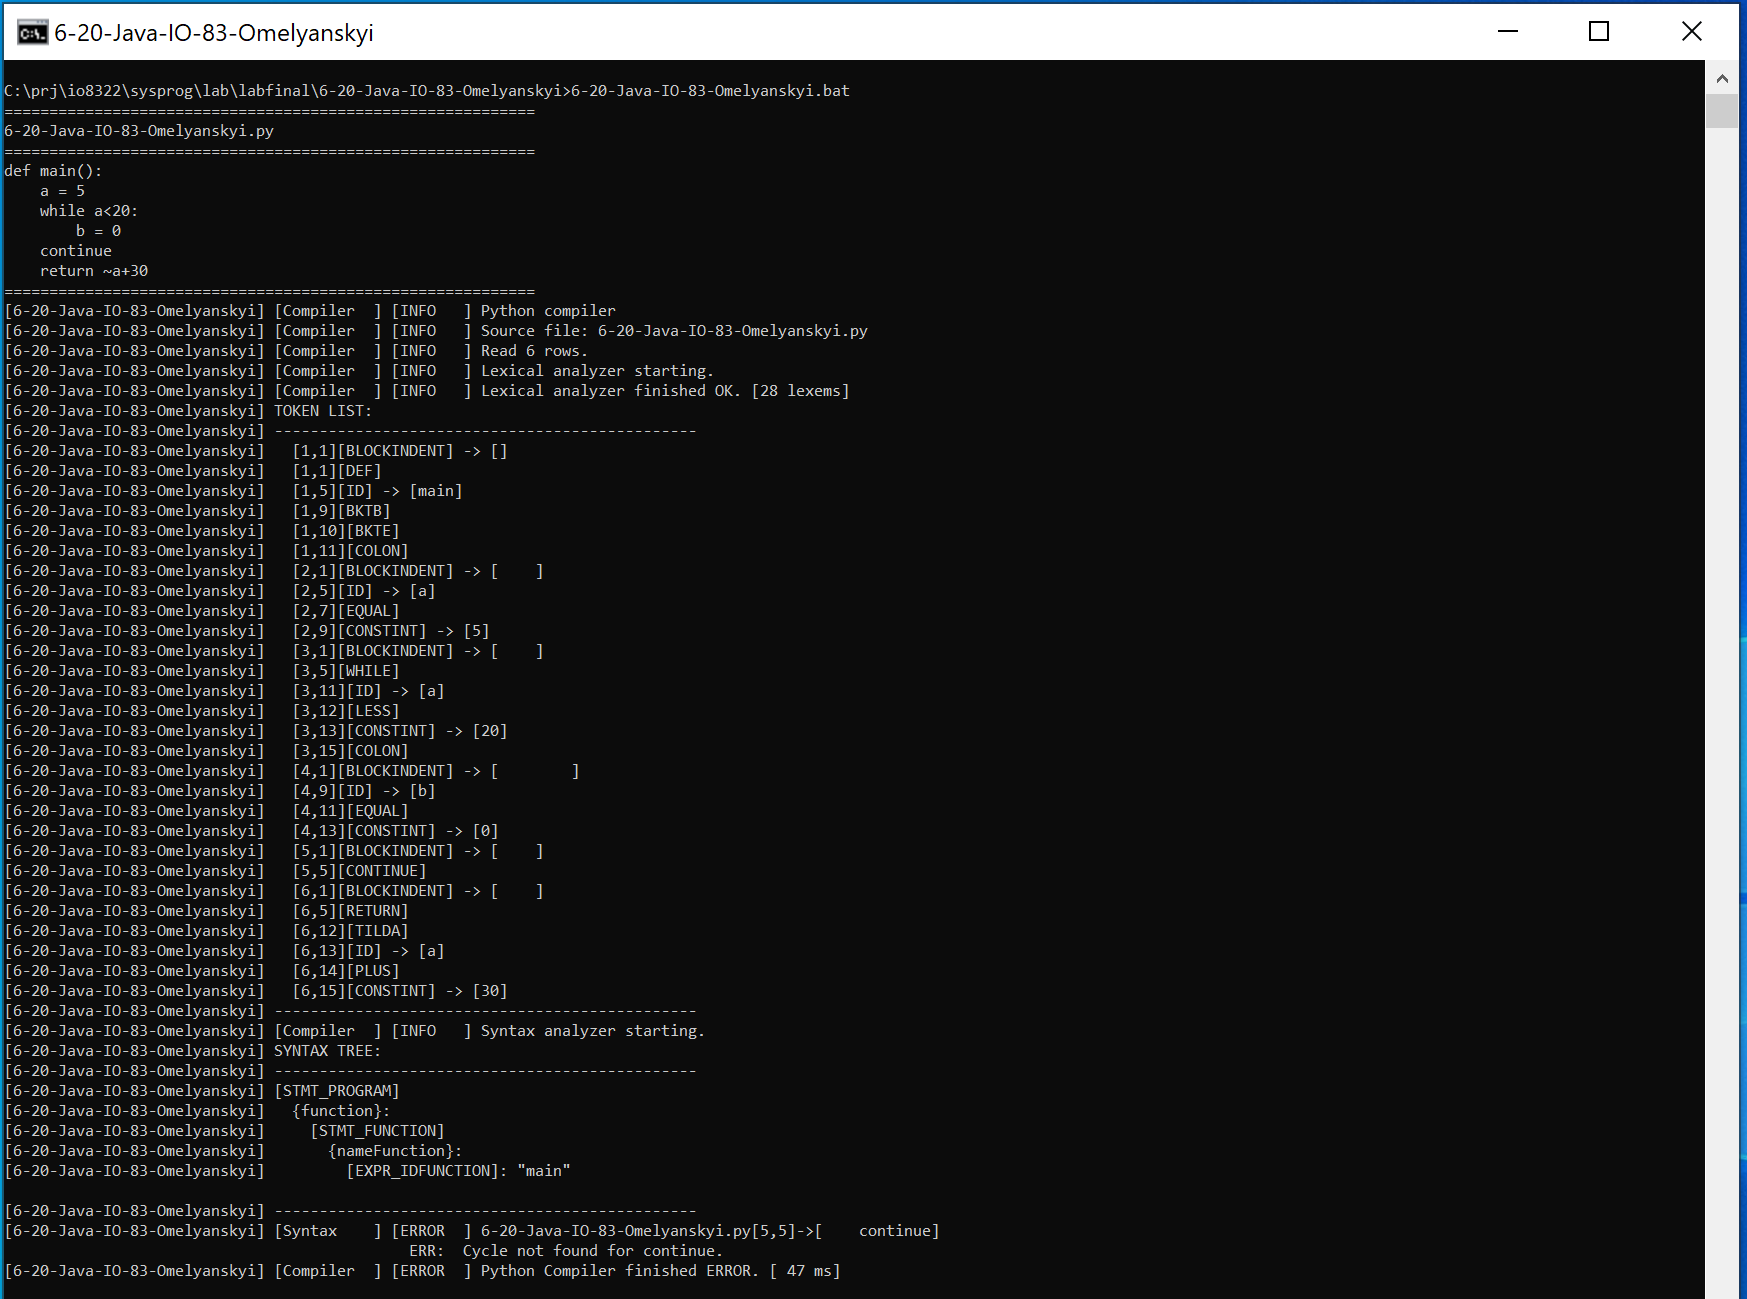 6-20-Java-IO-83-Omelyanskyi
C:\prj\io8322\sysprog\lab\labfinal\6-20-Java-IO-83-Omelyanskyi>6-20-Java-IO-83-Omelyanskyi.bat
===========================================================
6-20-Java-IO-83-Omelyanskyi.py
===========================================================
def main():
    a = 5
    while a<20:
        b = 0
    continue
    return ~a+30
===========================================================
[6-20-Java-IO-83-Omelyanskyi] [Compiler  ] [INFO   ] Python compiler
[6-20-Java-IO-83-Omelyanskyi] [Compiler  ] [INFO   ] Source file: 6-20-Java-IO-83-Omelyanskyi.py
[6-20-Java-IO-83-Omelyanskyi] [Compiler  ] [INFO   ] Read 6 rows.
[6-20-Java-IO-83-Omelyanskyi] [Compiler  ] [INFO   ] Lexical analyzer starting.
[6-20-Java-IO-83-Omelyanskyi] [Compiler  ] [INFO   ] Lexical analyzer finished OK. [28 lexems]
[6-20-Java-IO-83-Omelyanskyi] TOKEN LIST:
[6-20-Java-IO-83-Omelyanskyi] -----------------------------------------------
[6-20-Java-IO-83-Omelyanskyi]   [1,1][BLOCKINDENT] -> []
[6-20-Java-IO-83-Omelyanskyi]   [1,1][DEF]
[6-20-Java-IO-83-Omelyanskyi]   [1,5][ID] -> [main]
[6-20-Java-IO-83-Omelyanskyi]   [1,9][BKTB]
[6-20-Java-IO-83-Omelyanskyi]   [1,10][BKTE]
[6-20-Java-IO-83-Omelyanskyi]   [1,11][COLON]
[6-20-Java-IO-83-Omelyanskyi]   [2,1][BLOCKINDENT] -> [    ]
[6-20-Java-IO-83-Omelyanskyi]   [2,5][ID] -> [a]
[6-20-Java-IO-83-Omelyanskyi]   [2,7][EQUAL]
[6-20-Java-IO-83-Omelyanskyi]   [2,9][CONSTINT] -> [5]
[6-20-Java-IO-83-Omelyanskyi]   [3,1][BLOCKINDENT] -> [    ]
[6-20-Java-IO-83-Omelyanskyi]   [3,5][WHILE]
[6-20-Java-IO-83-Omelyanskyi]   [3,11][ID] -> [a]
[6-20-Java-IO-83-Omelyanskyi]   [3,12][LESS]
[6-20-Java-IO-83-Omelyanskyi]   [3,13][CONSTINT] -> [20]
[6-20-Java-IO-83-Omelyanskyi]   [3,15][COLON]
[6-20-Java-IO-83-Omelyanskyi]   [4,1][BLOCKINDENT] -> [        ]
[6-20-Java-IO-83-Omelyanskyi]   [4,9][ID] -> [b]
[6-20-Java-IO-83-Omelyanskyi]   [4,11][EQUAL]
[6-20-Java-IO-83-Omelyanskyi]   [4,13][CONSTINT] -> [0]
[6-20-Java-IO-83-Omelyanskyi]   [5,1][BLOCKINDENT] -> [    ]
[6-20-Java-IO-83-Omelyanskyi]   [5,5][CONTINUE]
[6-20-Java-IO-83-Omelyanskyi]   [6,1][BLOCKINDENT] -> [    ]
[6-20-Java-IO-83-Omelyanskyi]   [6,5][RETURN]
[6-20-Java-IO-83-Omelyanskyi]   [6,12][TILDA]
[6-20-Java-IO-83-Omelyanskyi]   [6,13][ID] -> [a]
[6-20-Java-IO-83-Omelyanskyi]   [6,14][PLUS]
[6-20-Java-IO-83-Omelyanskyi]   [6,15][CONSTINT] -> [30]
[6-20-Java-IO-83-Omelyanskyi] -----------------------------------------------
[6-20-Java-IO-83-Omelyanskyi] [Compiler  ] [INFO   ] Syntax analyzer starting.
[6-20-Java-IO-83-Omelyanskyi] SYNTAX TREE:
[6-20-Java-IO-83-Omelyanskyi] -----------------------------------------------
[6-20-Java-IO-83-Omelyanskyi] [STMT_PROGRAM]
[6-20-Java-IO-83-Omelyanskyi]   {function}:
[6-20-Java-IO-83-Omelyanskyi]     [STMT_FUNCTION]
[6-20-Java-IO-83-Omelyanskyi]       {nameFunction}:
[6-20-Java-IO-83-Omelyanskyi]         [EXPR_IDFUNCTION]: "main"
[6-20-Java-IO-83-Omelyanskyi] -----------------------------------------------
[6-20-Java-IO-83-Omelyanskyi] [Syntax    ] [ERROR  ] 6-20-Java-IO-83-Omelyanskyi.py[5,5]->[    continue]
                                             ERR:  Cycle not found for continue.
[6-20-Java-IO-83-Omelyanskyi] [Compiler  ] [ERROR  ] Python Compiler finished ERROR. [ 47 ms]